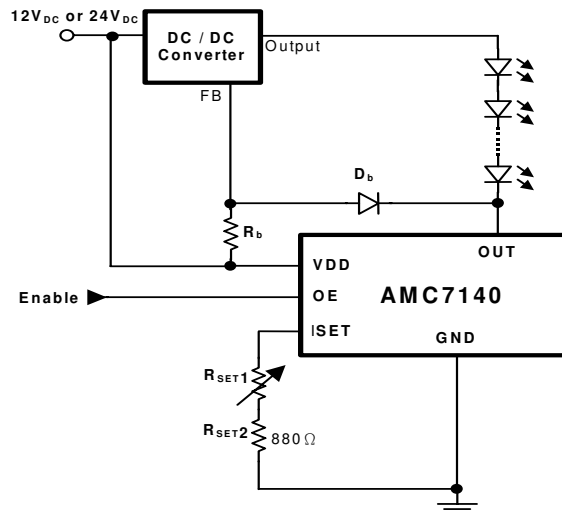 12VDC or 24VDC
DC / DC
Converter
Output
FB
Db
Rb
OUT
VDD
Enable
OE
AMC7140
ISET
GND
RSET1
RSET2
880Ω